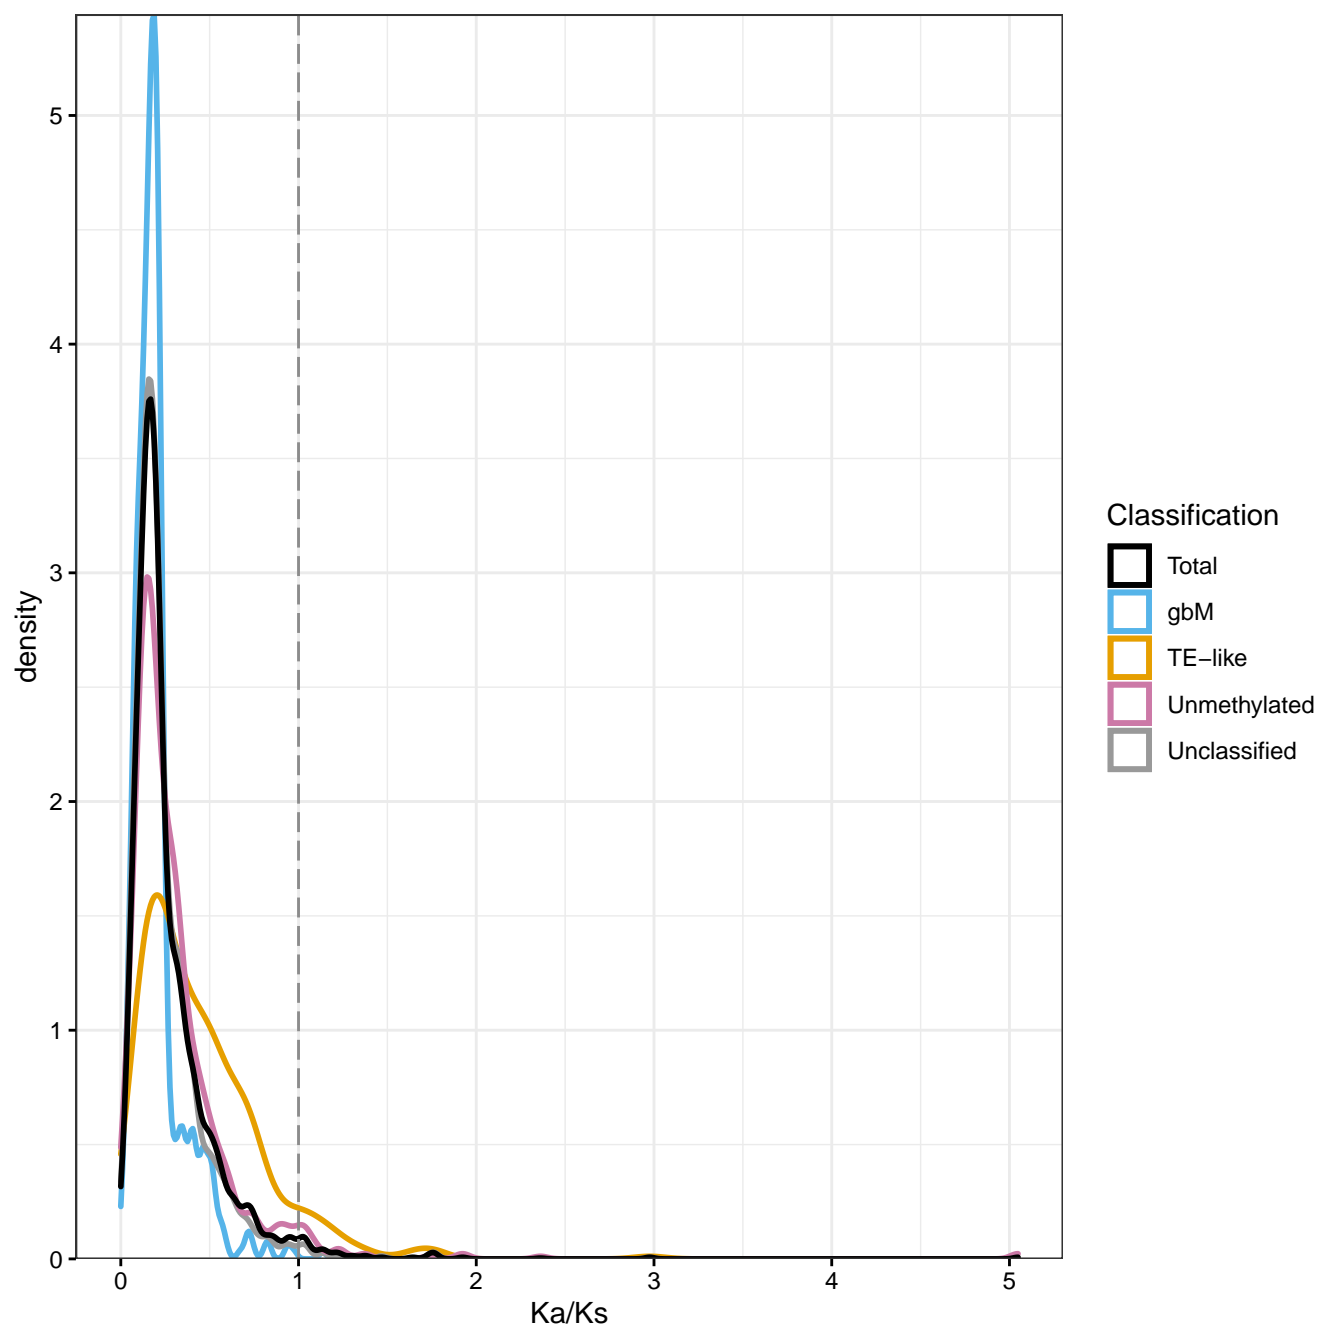 5
4
3
2
1
0
density
0 1 2 3 4 5
Ka/Ks
Classification
Total
gbM
TE−like
Unmethylated
Unclassified